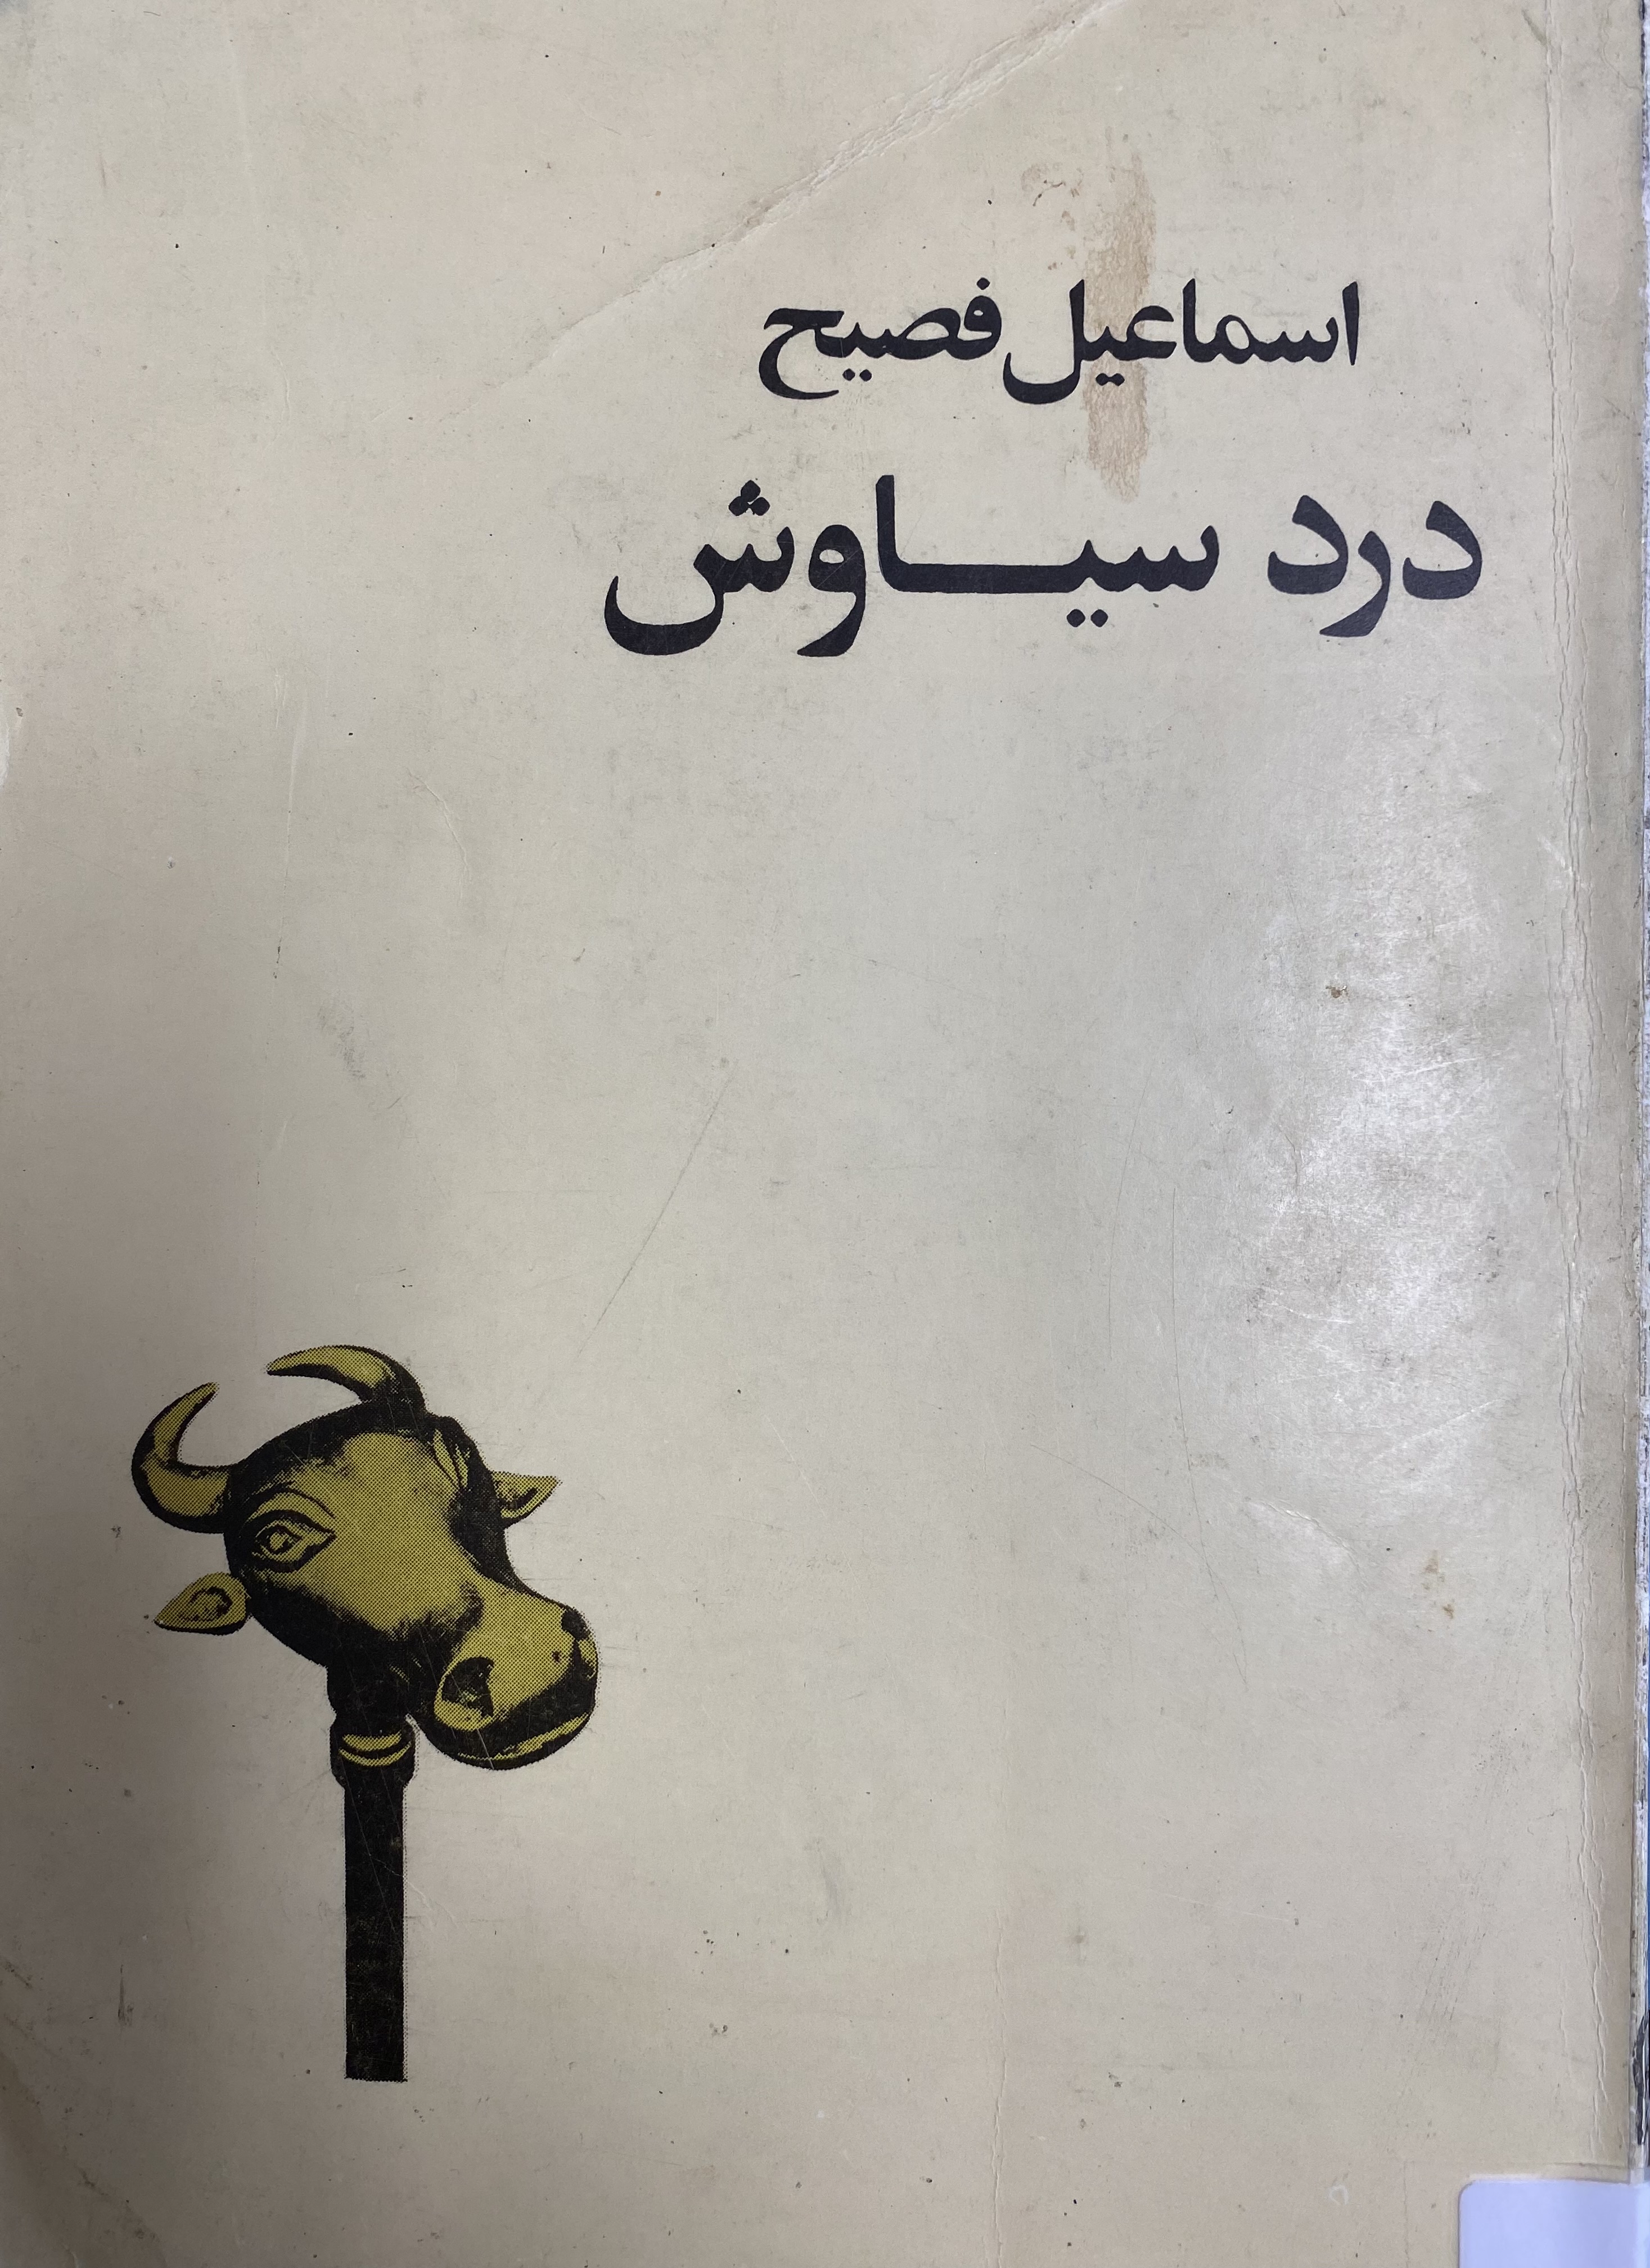 اسماعیل فصیح
درد سیاوش